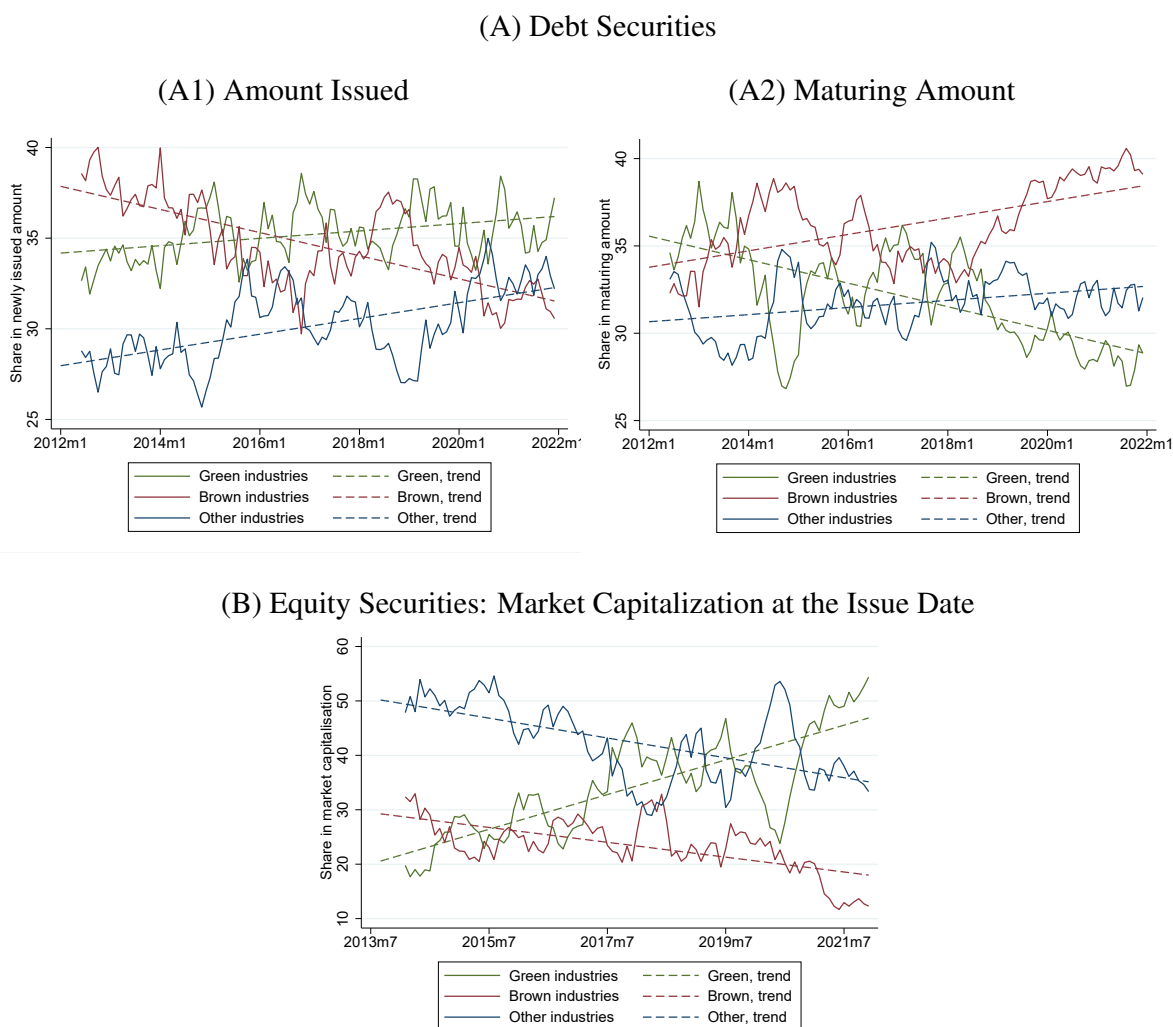 (A) Debt Securities
(A1) Amount Issued
Share in newly issued amount
40
35
30
25
2012m1 2014m1 2016m1 2018m1 2020m1 2022m1
Green industries Green, trend
Brown industries Brown, trend
Other industries Other, trend
(A2) Maturing Amount
Share in maturing amount
40
35
30
25
2012m1 2014m1 2016m1 2018m1 2020m1 2022m1
Green industries Green, trend
Brown industries Brown, trend
Other industries Other, trend
(B) Equity Securities: Market Capitalization at the Issue Date
Share in market capitalisation
60
50
40
30
20
10
2013m7 2015m7 2017m7 2019m7 2021m7
Green industries Green, trend
Brown industries Brown, trend
Other industries Other, trend